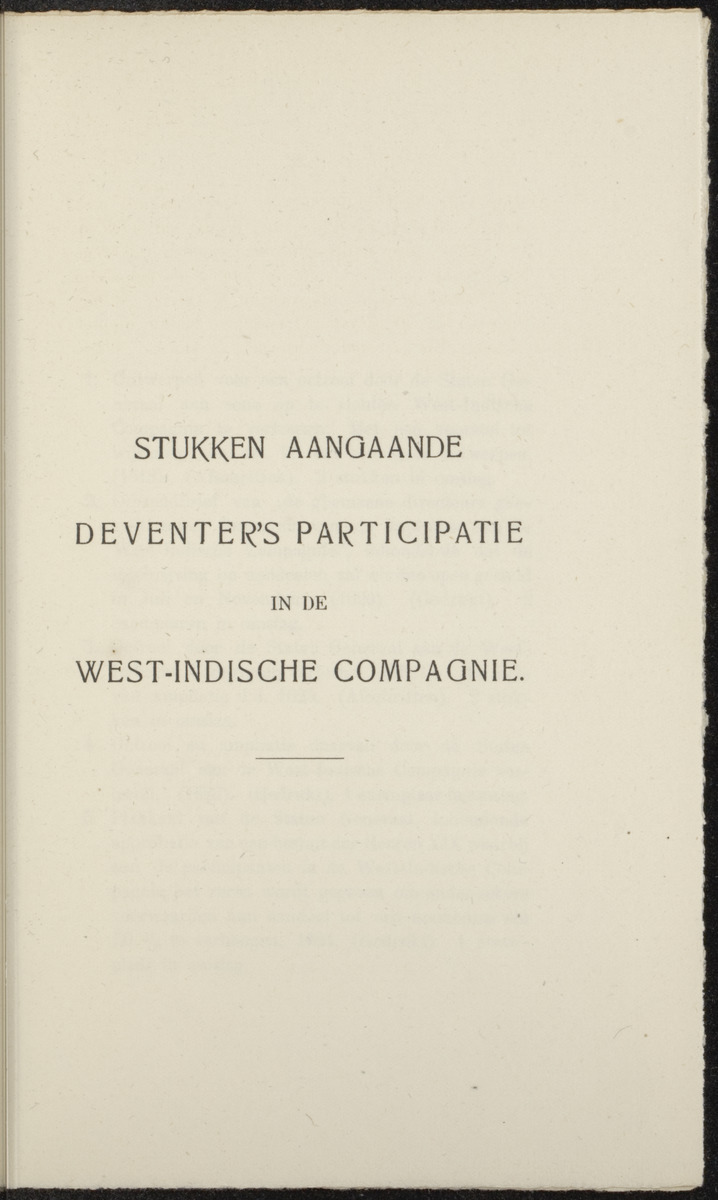 STUKKEN AANGAANDE
DEVENTER'S PARTICIPATIE
IN DE
WEST-INDISCHE COMPAGNIE.